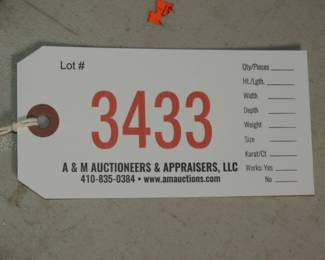 Lot #
3433
A & M AUCTIONEERS & APPRAISERS, LLC
410-835-0384 • www.amauctions.com
Qty/Pieces
Ht./Lgth.
Width
Depth
Weight
Size
Karat/Ct
Works: Yes
No